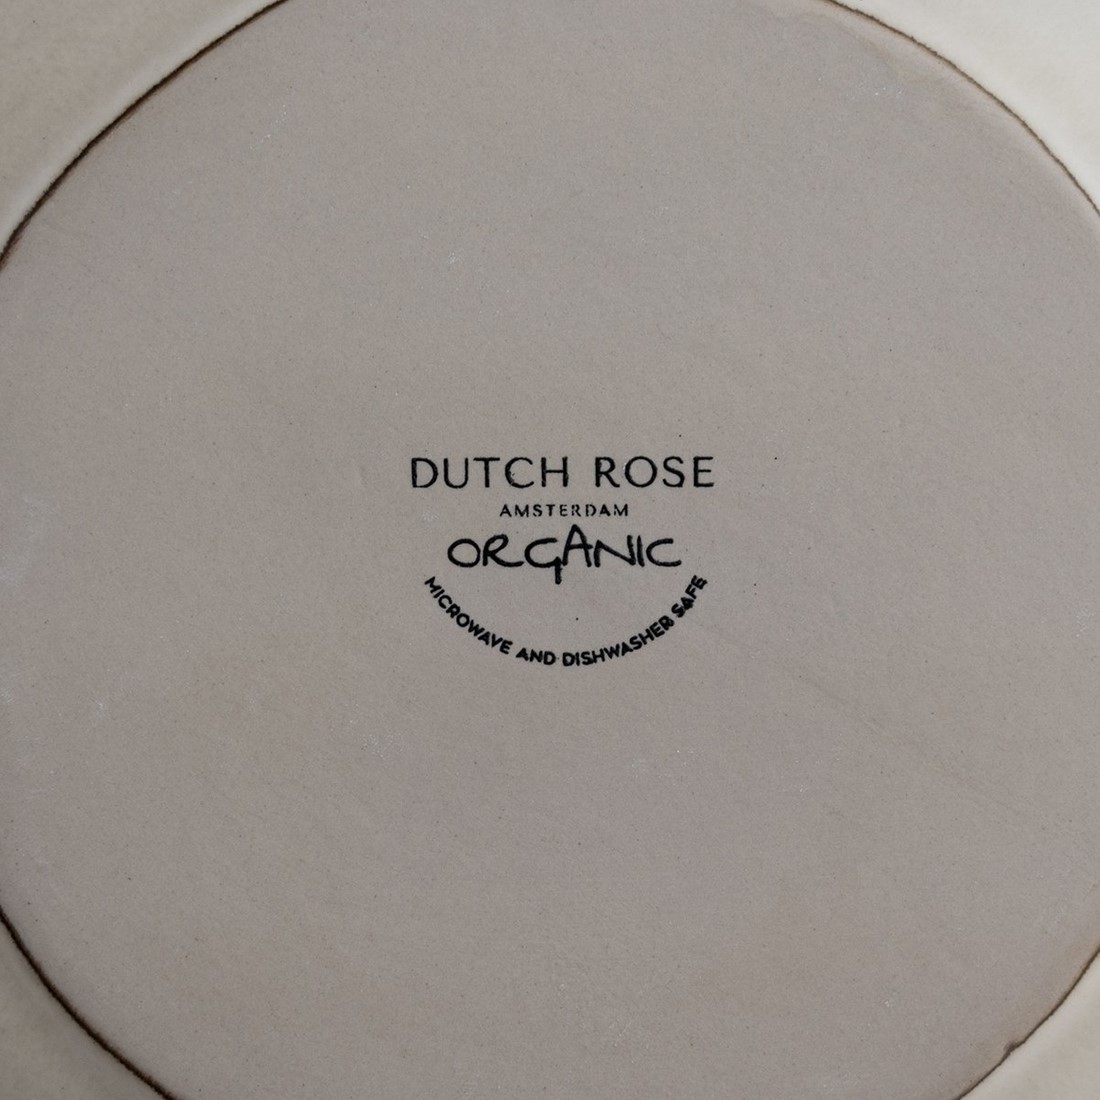 DUTCH ROSE
AMSTERDAM
ORGANIC
MICROWAVE AND DISHWASHER SAFE